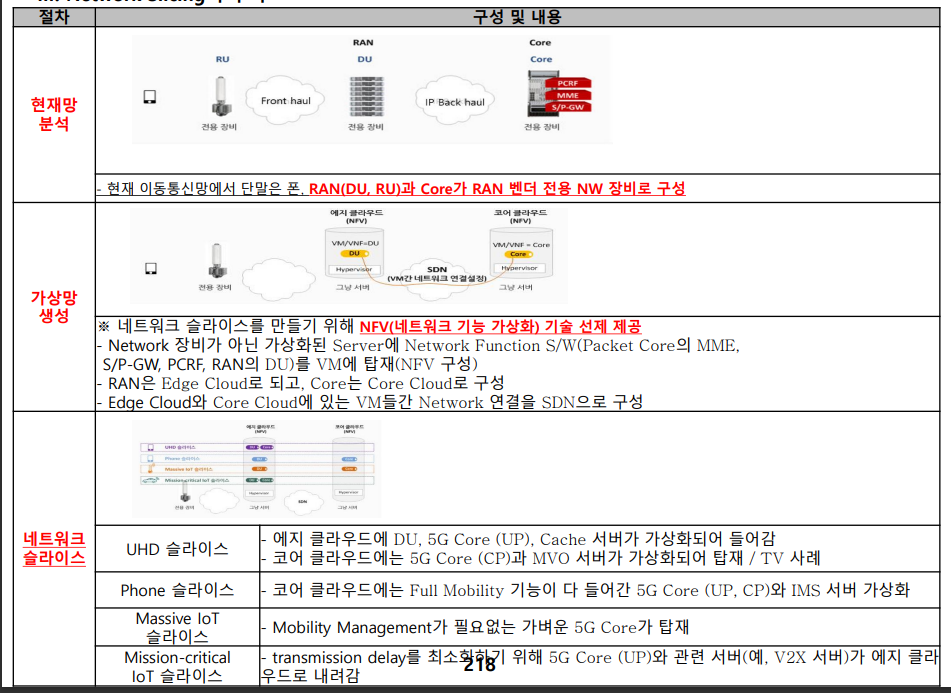 절차 구성 및 내용
현재망
분석
RAN Core
RU DU Core
Front haul
IP Back haul
PCRF
MME
S/P-GW
전용 장비 전용 장비 전용 장비
- 현재 이동통신망에서 단말은 폰, RAN(DU, RU)과 Core가 RAN 벤더 전용 NW 장비로 구성
가상망
생성
에지 클라우드 코어 클라우드
(NFV) (NFV)
VM/VNF=DU VM/VNF = Core
DU Core
Hypervisor SDN Hypervisor
(VM간 네트워크 연결설정)
전용 장비 그냥 서버 그냥 서버
※ 네트워크 슬라이스를 만들기 위해 NFV(네트워크 기능 가상화) 기술 선제 제공
- Network 장비가 아닌 가상화된 Server에 Network Function S/W(Packet Core의 MME,
S/P-GW, PCRF, RAN의 DU)를 VM에 탑재(NFV 구성)
- RAN은 Edge Cloud로 되고, Core는 Core Cloud로 구성
- Edge Cloud와 Core Cloud에 있는 VM들간 Network 연결을 SDN으로 구성
네트워크
슬라이스
에지 클라우드 코어 클라우드
(NFV) (NFV)
UHD 슬라이스
Phone 슬라이스
Massive IoT 슬라이스
Mission-critical IoT 슬라이스
Hypervisor SDN Hypervisor
전용 장비 그냥 서버 그냥 서버
UHD 슬라이스
- 에지 클라우드에 DU, 5G Core (UP), Cache 서버가 가상화되어 들어감
- 코어 클라우드에는 5G Core (CP)과 MVO 서버가 가상화되어 탑재 / TV 사례
Phone 슬라이스
- 코어 클라우드에는 Full Mobility 기능이 다 들어간 5G Core (UP, CP)와 IMS 서버 가상화
Massive IoT
슬라이스
- Mobility Management가 필요없는 가벼운 5G Core가 탑재
Mission-critical
IoT 슬라이스
- transmission delay를 최소화하기 위해 5G Core (UP)와 관련 서버(예, V2X 서버)가 에지 클라
우드로 내려감
218